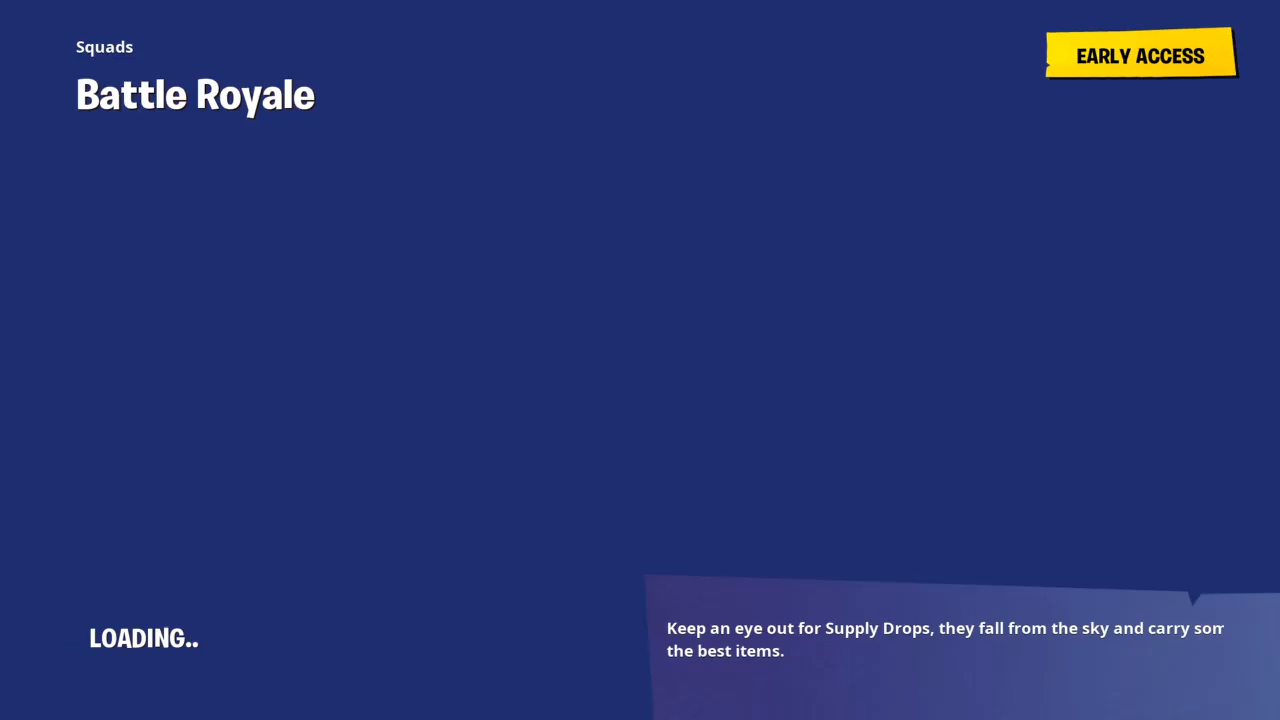 Squads
EARLY ACCESS
Battle Royale
LOADING..
Keep an eye out for Supply Drops, they fall from the sky and carry som
the best items.